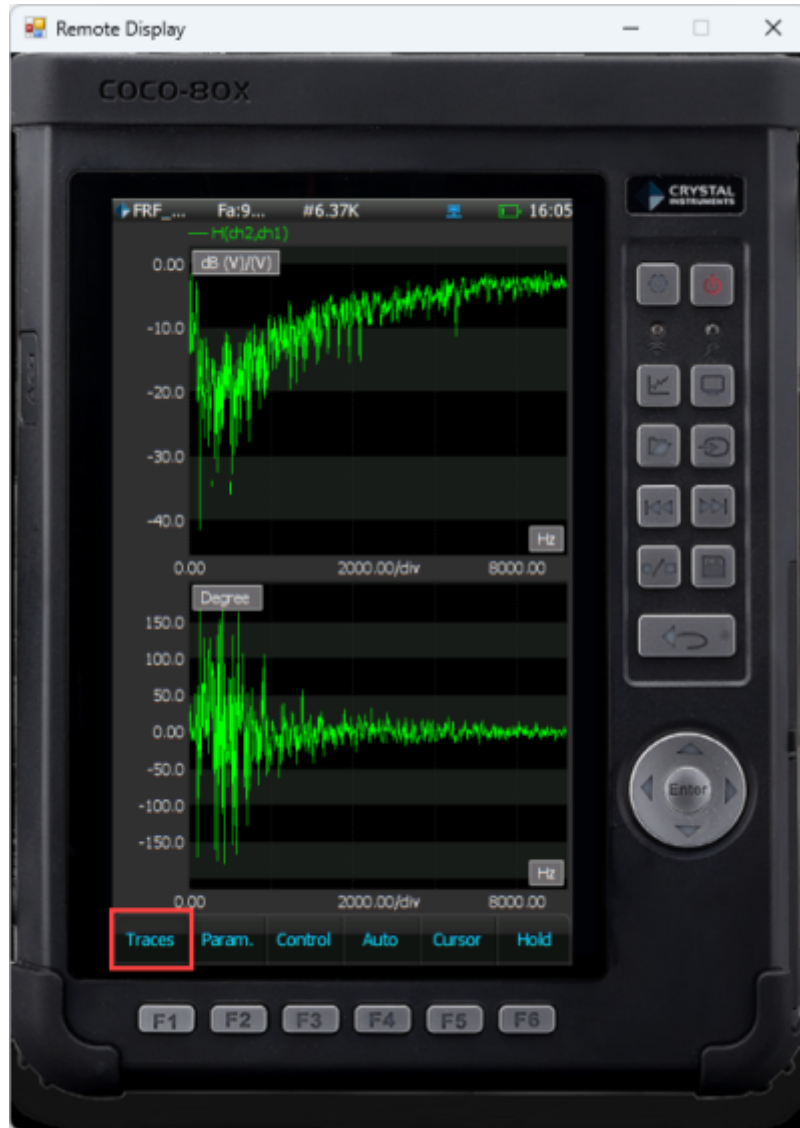 Remote Display
COCO-80X
CRYSTAL
INSTRUMENTS
FRF_... Fa:9... #6.37K 16:05
H(ch2,ch1)
dB (V)/(V)
0.00
-10.0
-20.0
-30.0
-40.0
Hz
0.00 2000.00/div 8000.00
Degree
150.0
100.0
50.0
0.00
-50.0
-100.0
-150.0
Hz
0.00 2000.00/div 8000.00
Enter
Traces Param. Control Auto Cursor Hold
F1 F2 F3 F4 F5 F6